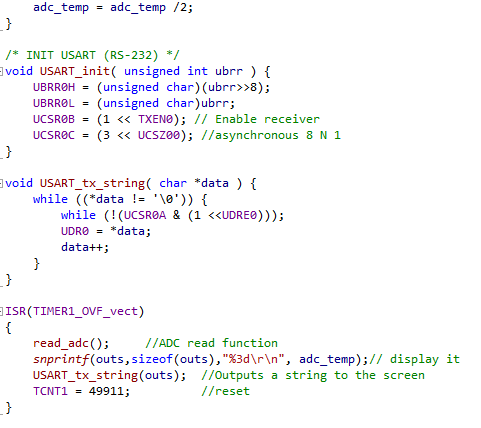 adc_temp = adc_temp /2;
}
/* INIT USART (RS-232) */
void USART_init( unsigned int ubrr ) {
UBRR0H = (unsigned char)(ubrr>>8);
UBRR0L = (unsigned char)ubrr;
UCSR0B = (1 << TXEN0); // Enable receiver
UCSR0C = (3 << UCSZ00); //asynchronous 8 N 1
}
void USART_tx_string( char *data ) {
while ((*data != '\0')) {
while (!(UCSR0A & (1 <<UDRE0)));
UDR0 = *data;
data++;
}
}
ISR(TIMER1_OVF_vect)
{
read_adc(); //ADC read function
snprintf(outs,sizeof(outs),"%3d\r\n", adc_temp);// display it
USART_tx_string(outs); //Outputs a string to the screen
TCNT1 = 49911; //reset
}